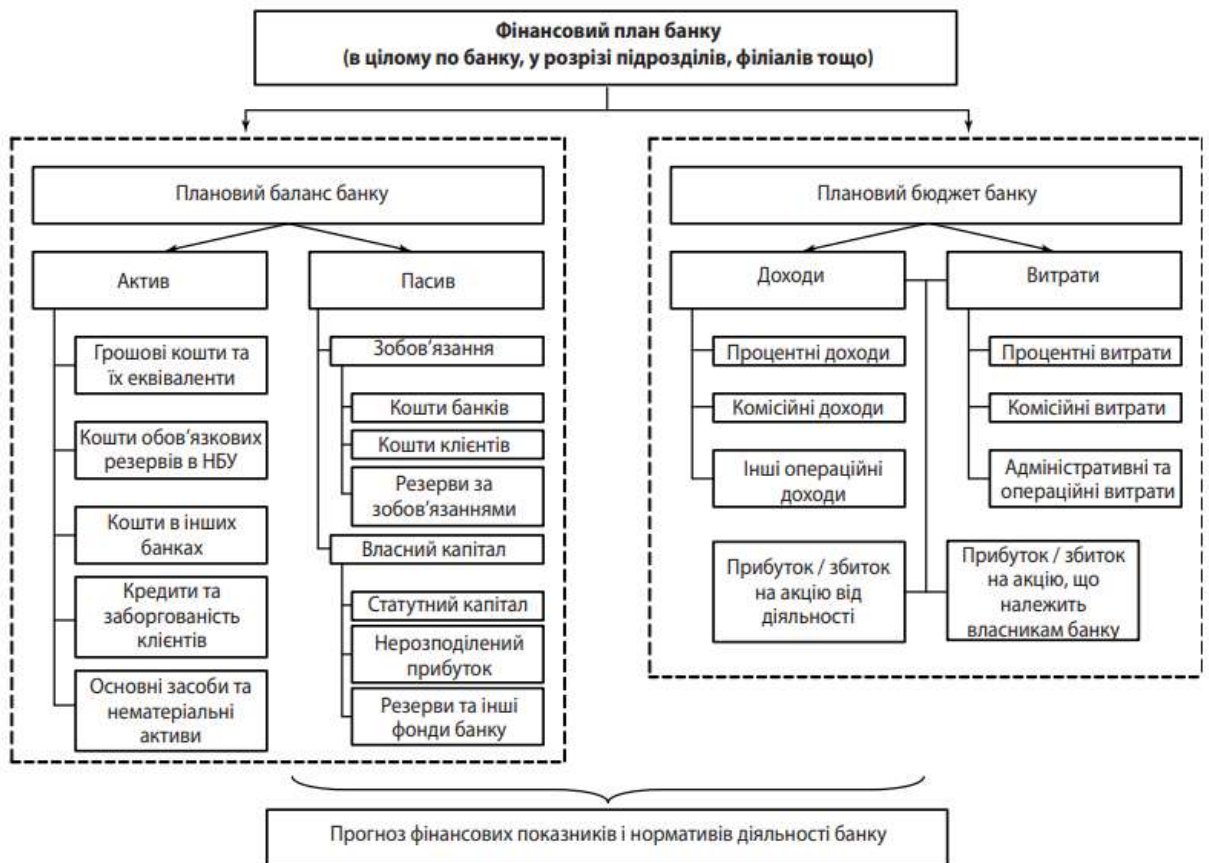 Фінансовий план банку
(в цілому по банку, у розрізі підрозділів, філіалів тощо)
Плановий баланс банку
Актив
Грошові кошти та
їх еквіваленти
Кошти обов’язкових
резервів в НБУ
Кошти в інших
банках
Кредити та
заборгованість
клієнтів
Основні засоби та
нематеріальні
активи
Пасив
Зобов’язання
Кошти банків
Кошти клієнтів
Резерви за
зобов’язаннями
Власний капітал
Статутний капітал
Нерозподілений
прибуток
Резерви та інші
фонди банку
Плановий бюджет банку
Доходи
Процентні доходи
Комісійні доходи
Інші операційні
доходи
Прибуток / збиток
на акцію від
діяльності
Витрати
Процентні витрати
Комісійні витрати
Адміністративні та
операційні витрати
Прибуток / збиток
на акцію, що
належить
власникам банку
Прогноз фінансових показників і нормативів діяльності банку